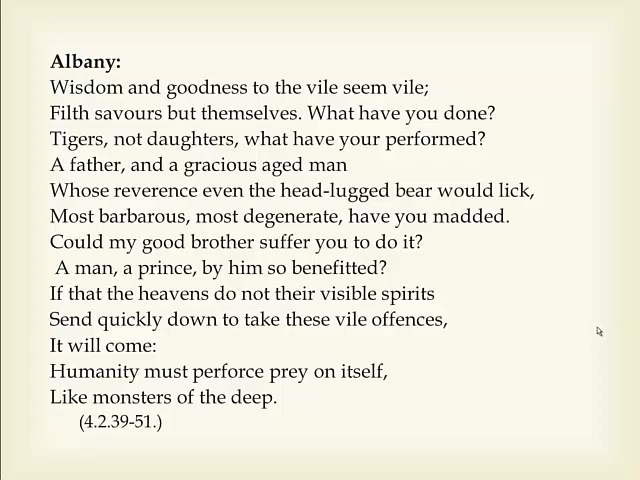 Albany:
Wisdom and goodness to the vile seem vile;
Filth savours but themselves. What have you done?
Tigers, not daughters, what have your performed?
A father, and a gracious aged man
Whose reverence even the head-lugged bear would lick,
Most barbarous, most degenerate, have you madded.
Could my good brother suffer you to do it?
A man, a prince, by him so benefitted?
If that the heavens do not their visible spirits
Send quickly down to take these vile offences,
It will come:
Humanity must perforce prey on itself,
Like monsters of the deep.
(4.2.39-51.)